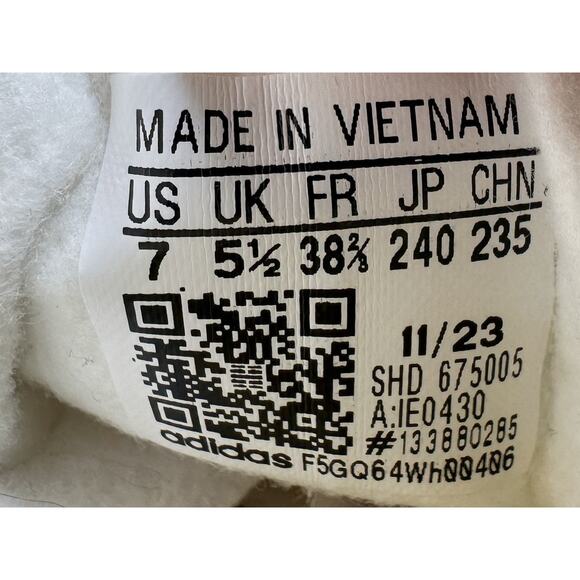 MADE IN VIETNAM
US UK FR JP CHN
7 5½ 38⅔ 240 235
11/23
SHD 675005
A:IE0430
#133880285
adidas F5GQ64Wh00406